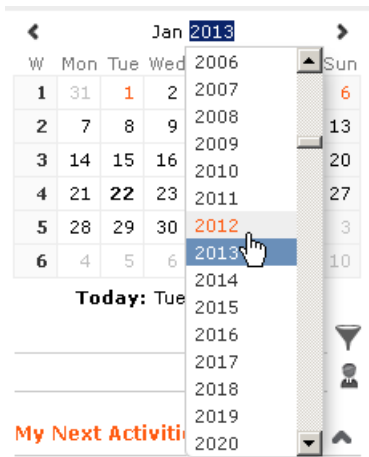 Jan 2013
W Mon Tue Wed Sun
1 31 1 2 6
2 7 8 9 13
3 14 15 16 20
4 21 22 23 27
5 28 29 30 3
6 4 5 6 10
2006
2007
2008
2009
2010
2011
2012
2013
2014
2015
2016
2017
2018
2019
2020
Today: Tue
My Next Activiti